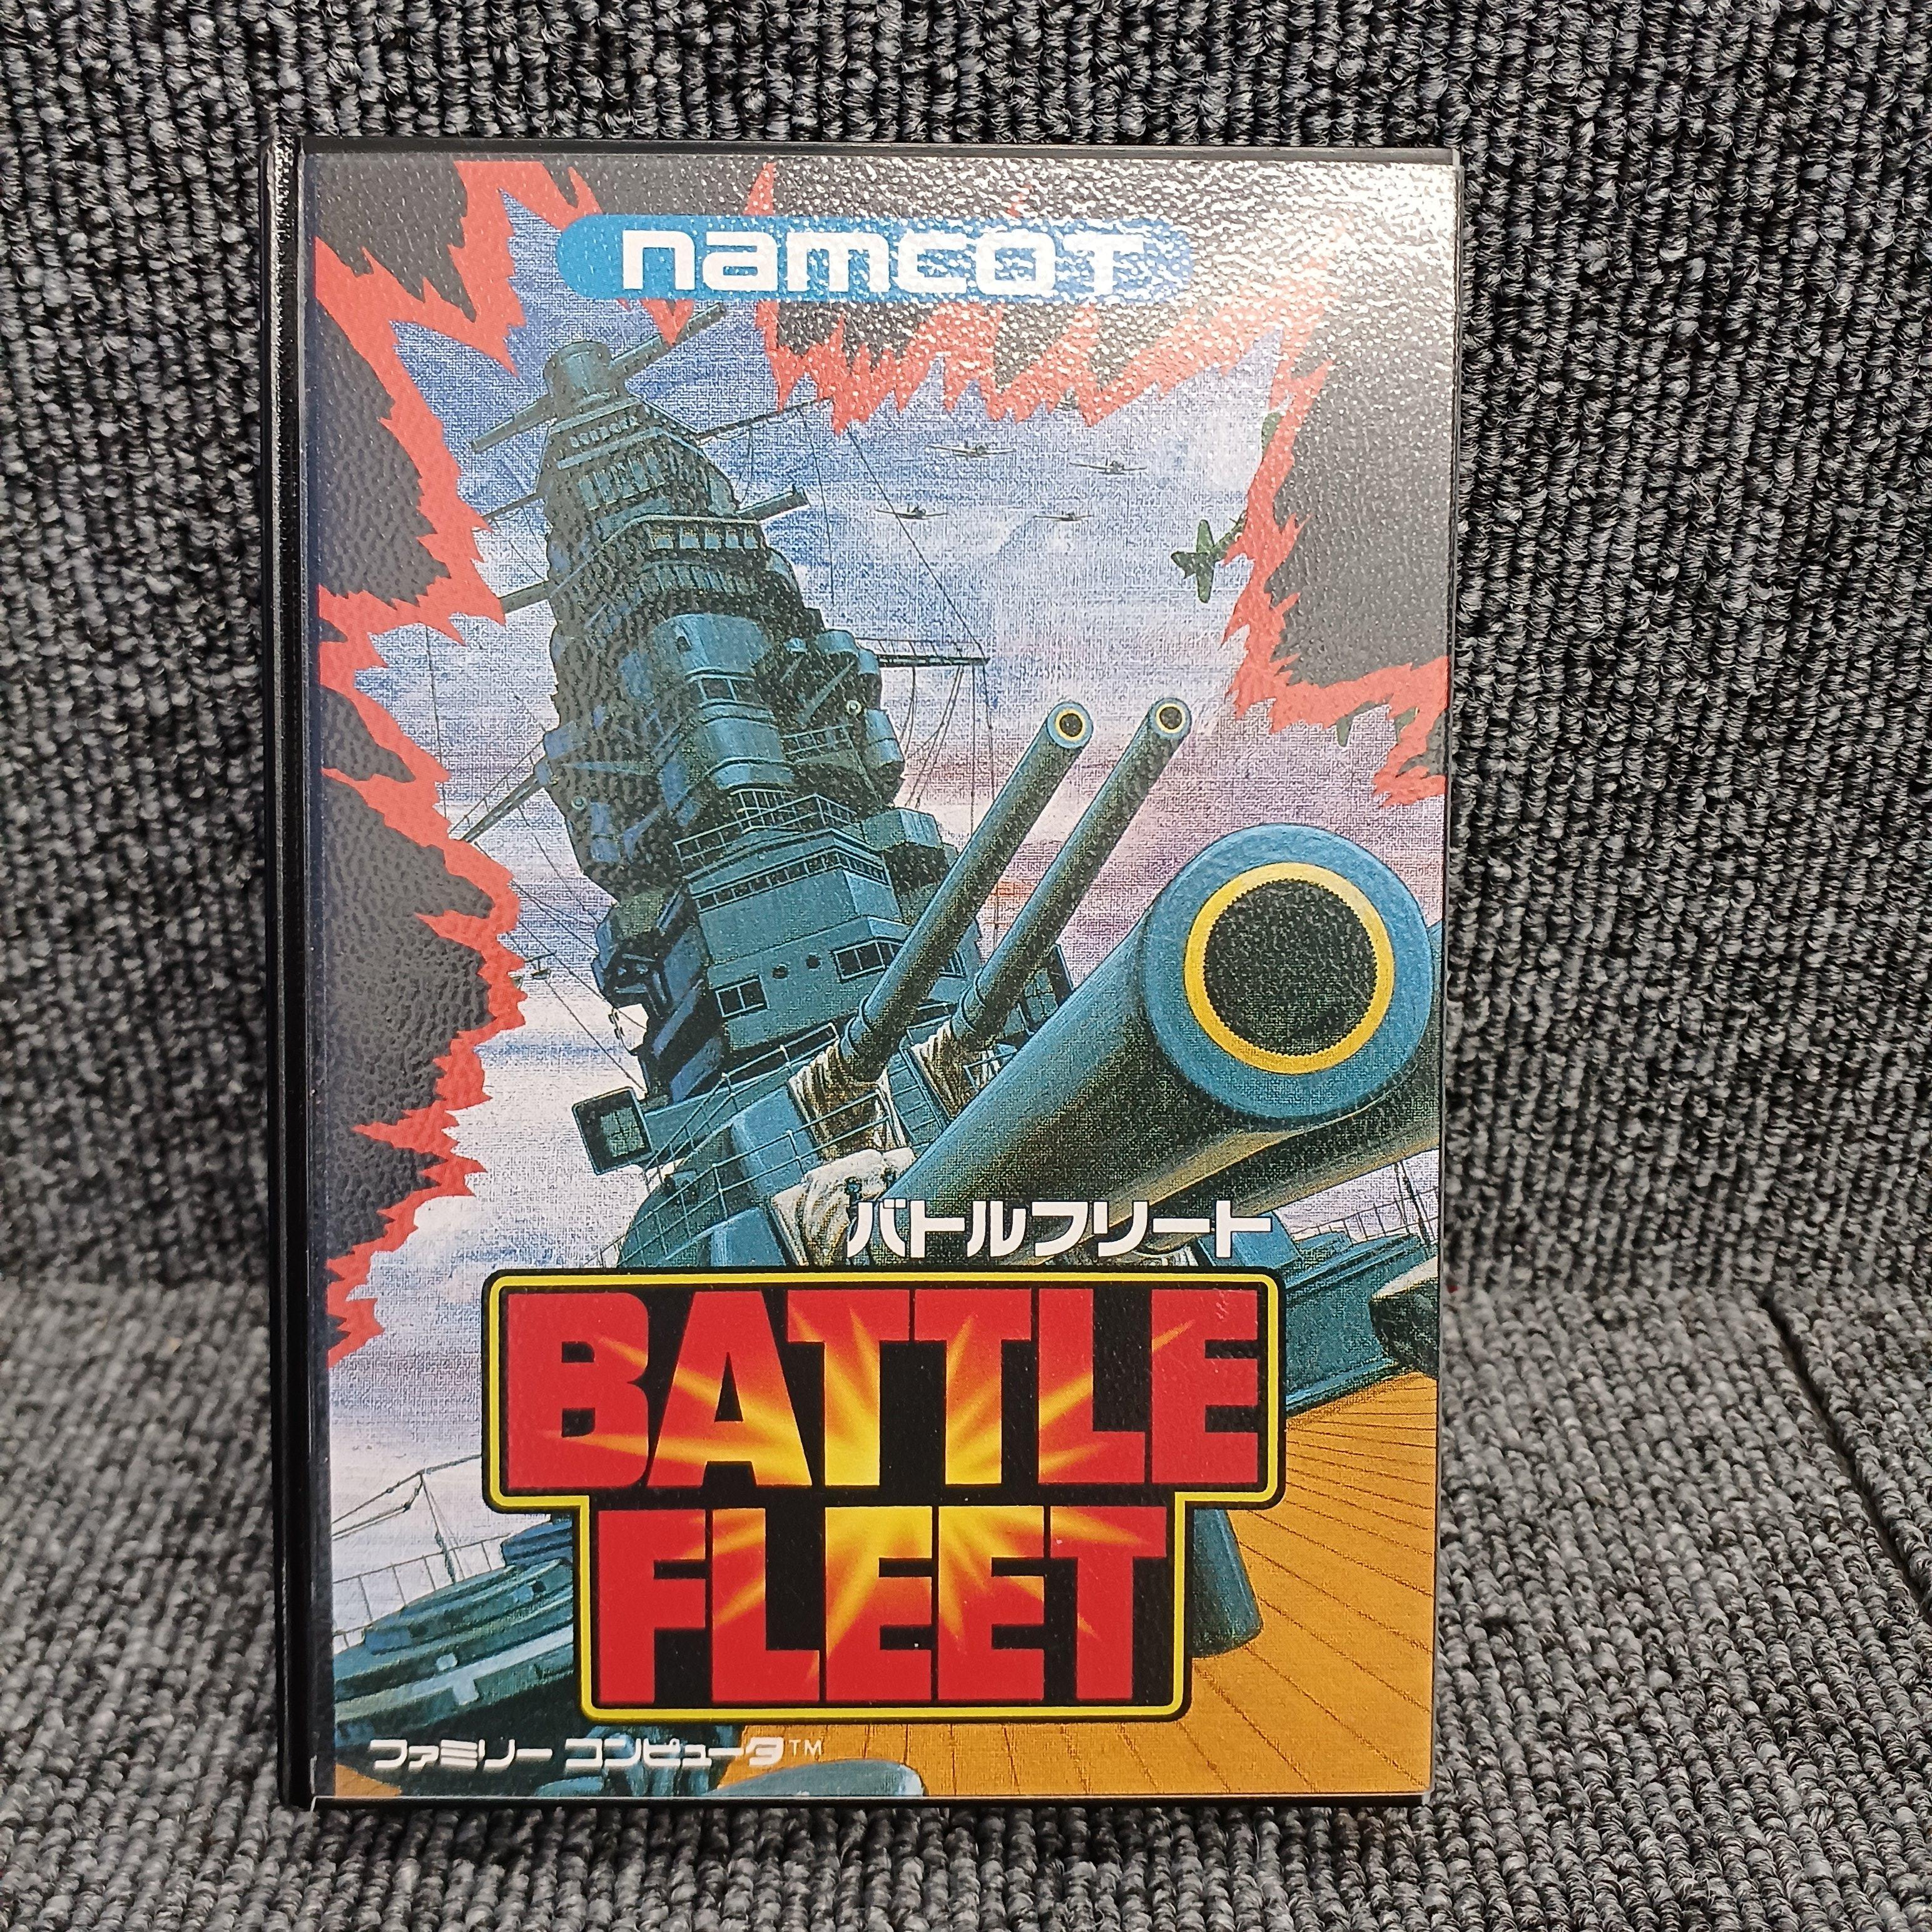 namcot
バトルフリート
BATTLE
FLEET
ファミリー コンピュータ™